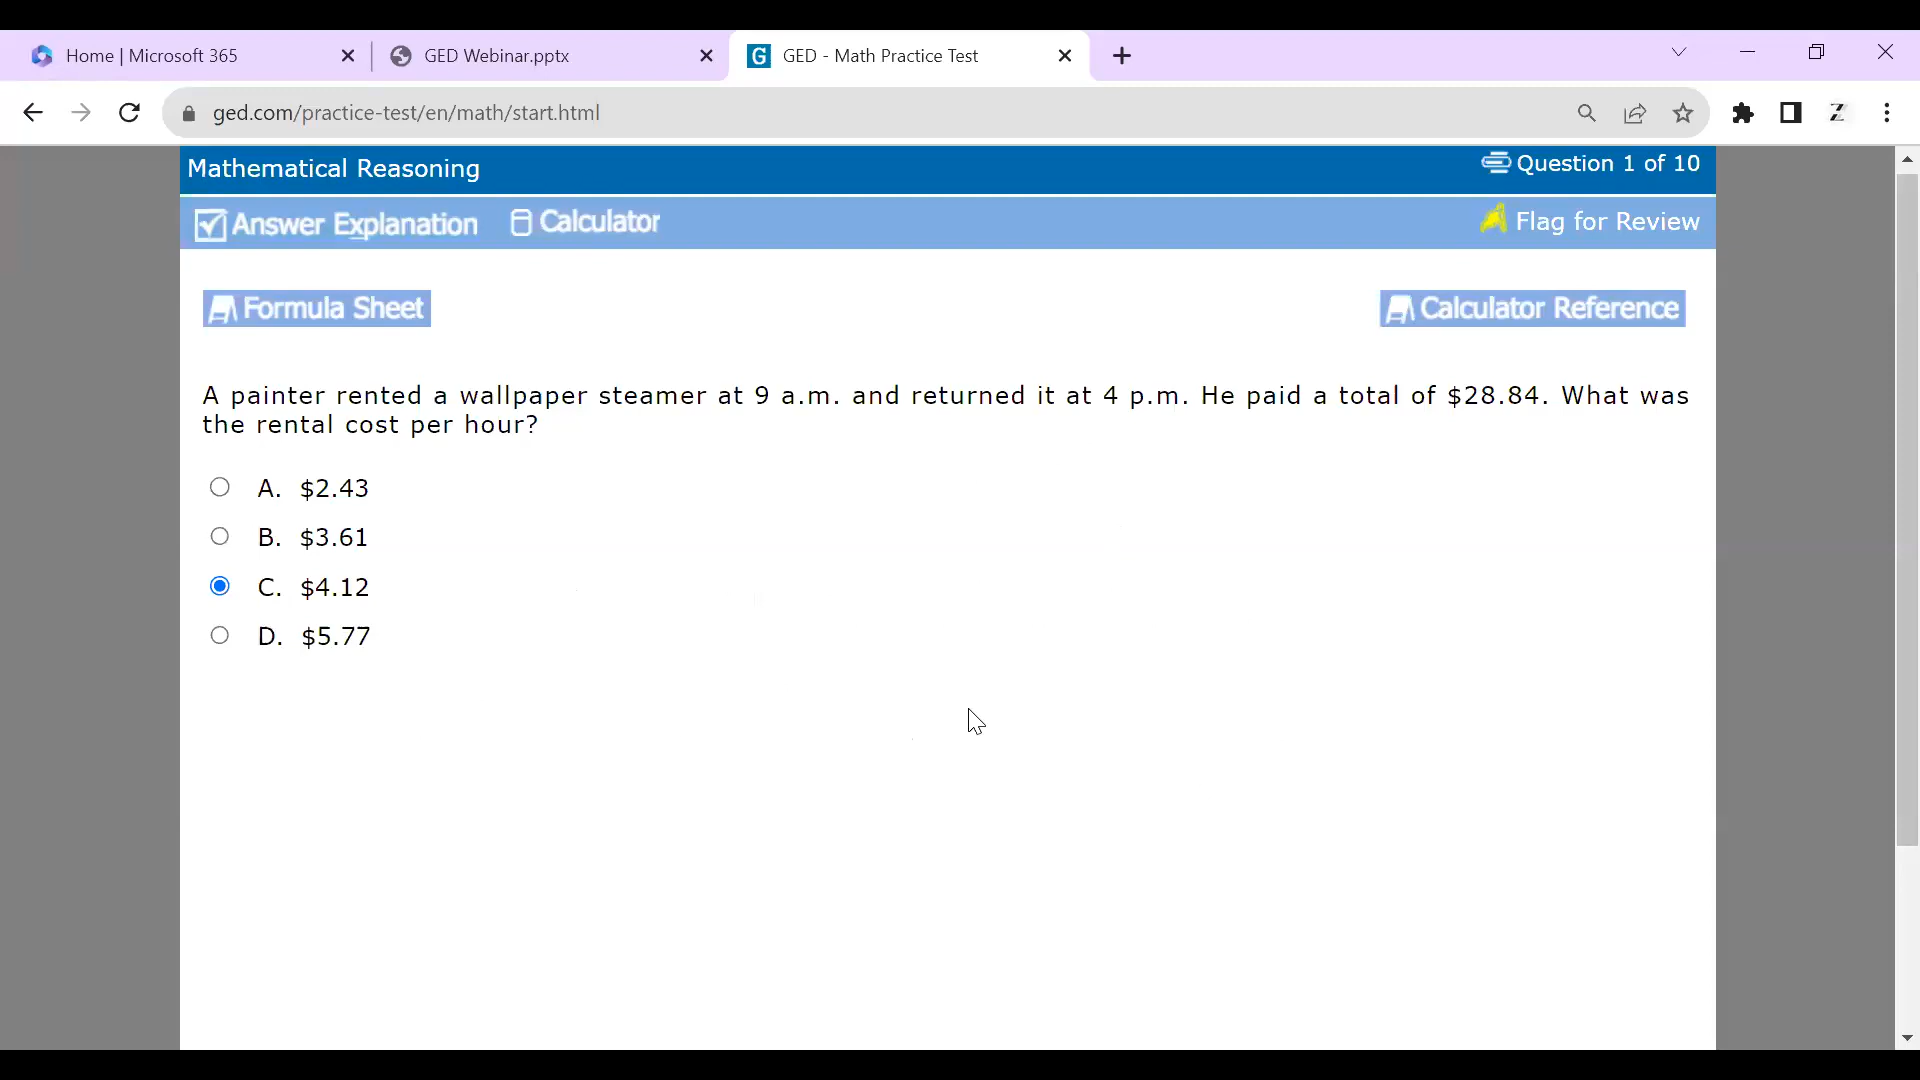 Home | Microsoft 365
GED Webinar.pptx
GED - Math Practice Test
ged.com/practice-test/en/math/start.html
Mathematical Reasoning
Question 1 of 10
Answer Explanation
Calculator
Flag for Review
Formula Sheet
Calculator Reference
A painter rented a wallpaper steamer at 9 a.m. and returned it at 4 p.m. He paid a total of $28.84. What was
the rental cost per hour?
A. $2.43
B. $3.61
C. $4.12
D. $5.77